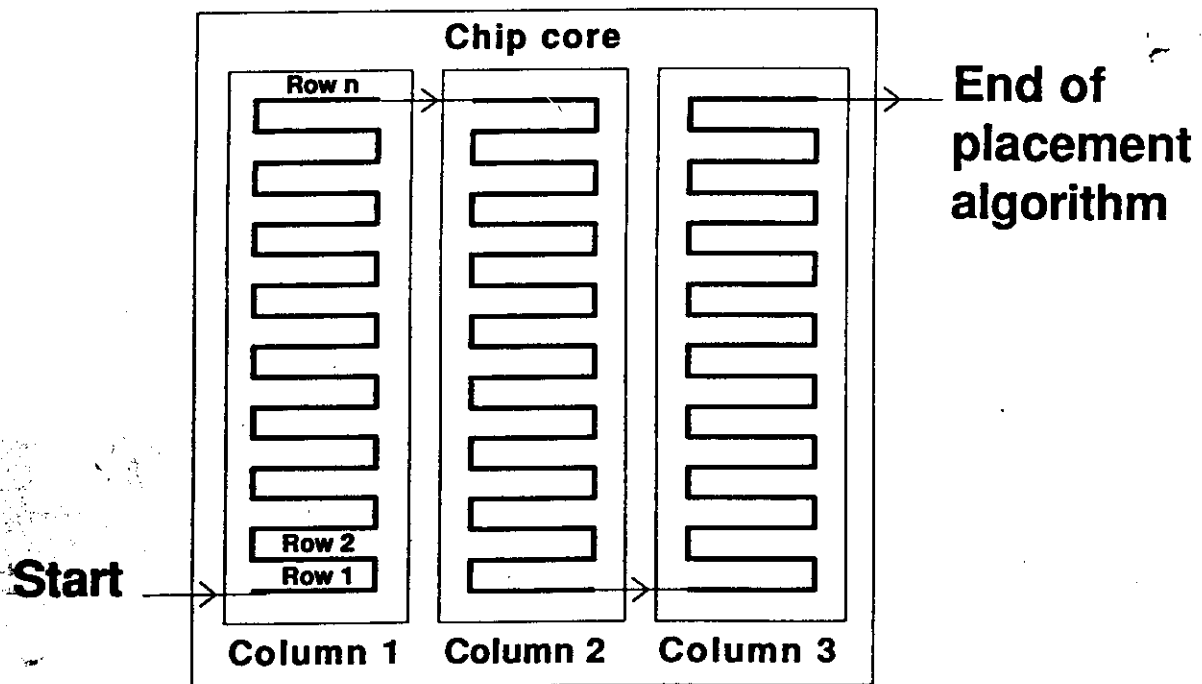 Chip core
Row n
End of
placement
algorithm
Row 2
Row 1
Start
Column 1
Column 2
Column 3